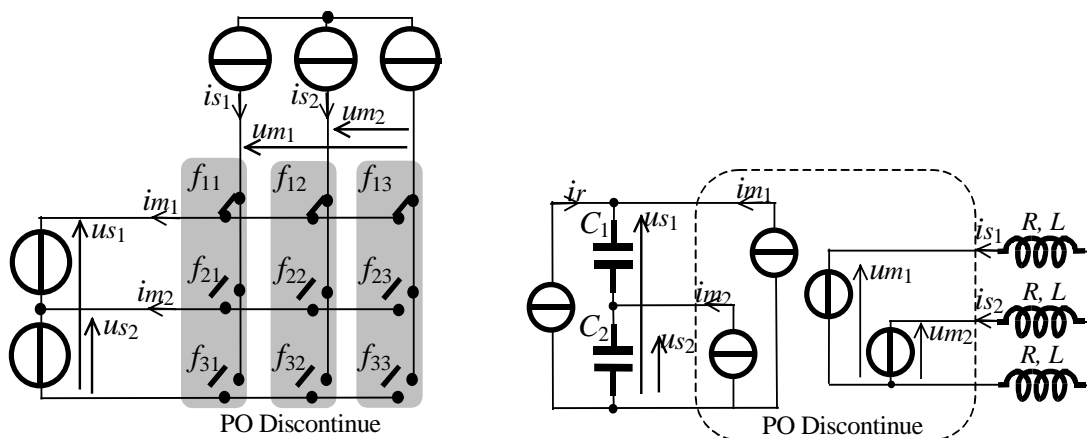 is1 is2
um2
um1
f11 f12 f13
im1
us1
f21 f22 f23
im2
us2
f31 f32 f33
PO Discontinue
ir im1
C1 us1
R, L
is1
um1
im2
R, L
is2
C2 us2
um2
R, L
PO Discontinue